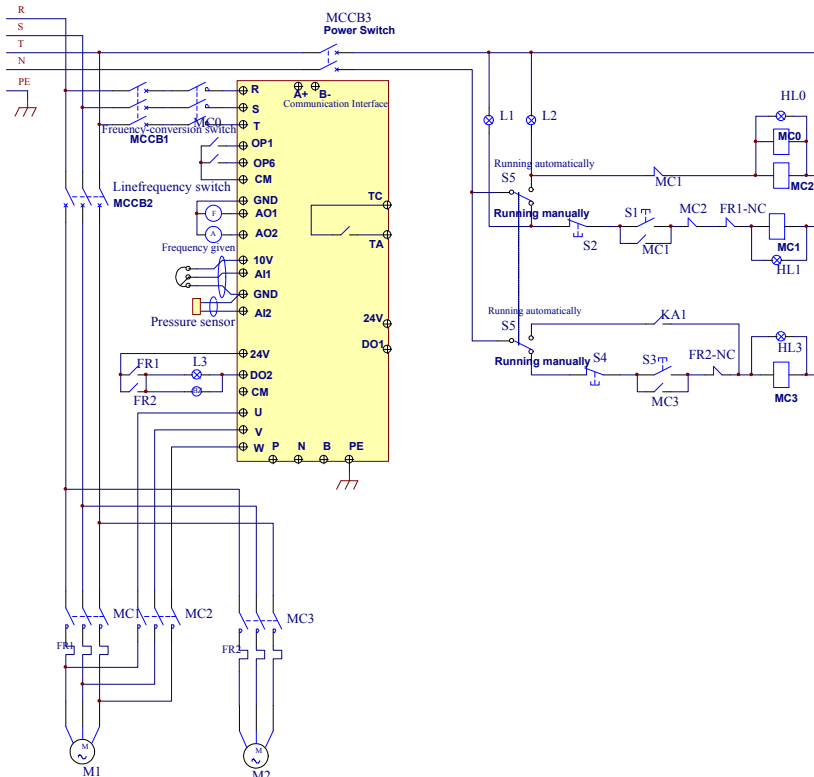 R
S
T
N
PE
MCCB3
Power Switch
A+
B-
Communication Interface
R
S
T
MC0
Freuency-conversion switch
MCCB1
OP1
OP6
CM
Linefrequency switch
MCCB2
GND
AO1
F
AO2
A
Frequency given
10V
AI1
GND
AI2
Pressure sensor
TC
TA
24V
DO1
24V
FR1
L3
DO2
FR2
CM
U
V
W
P
N
B
PE
L1
L2
HL0
MC0
MC2
Running automatically
S5
MC1
Running manually
S1
MC2
FR1-NC
S2
MC1
MC1
HL1
Running automatically
KA1
S5
HL3
Running manually
S4
S3
FR2-NC
MC3
MC3
MC1
MC2
MC3
FR1
FR2
M
M1
M
M2